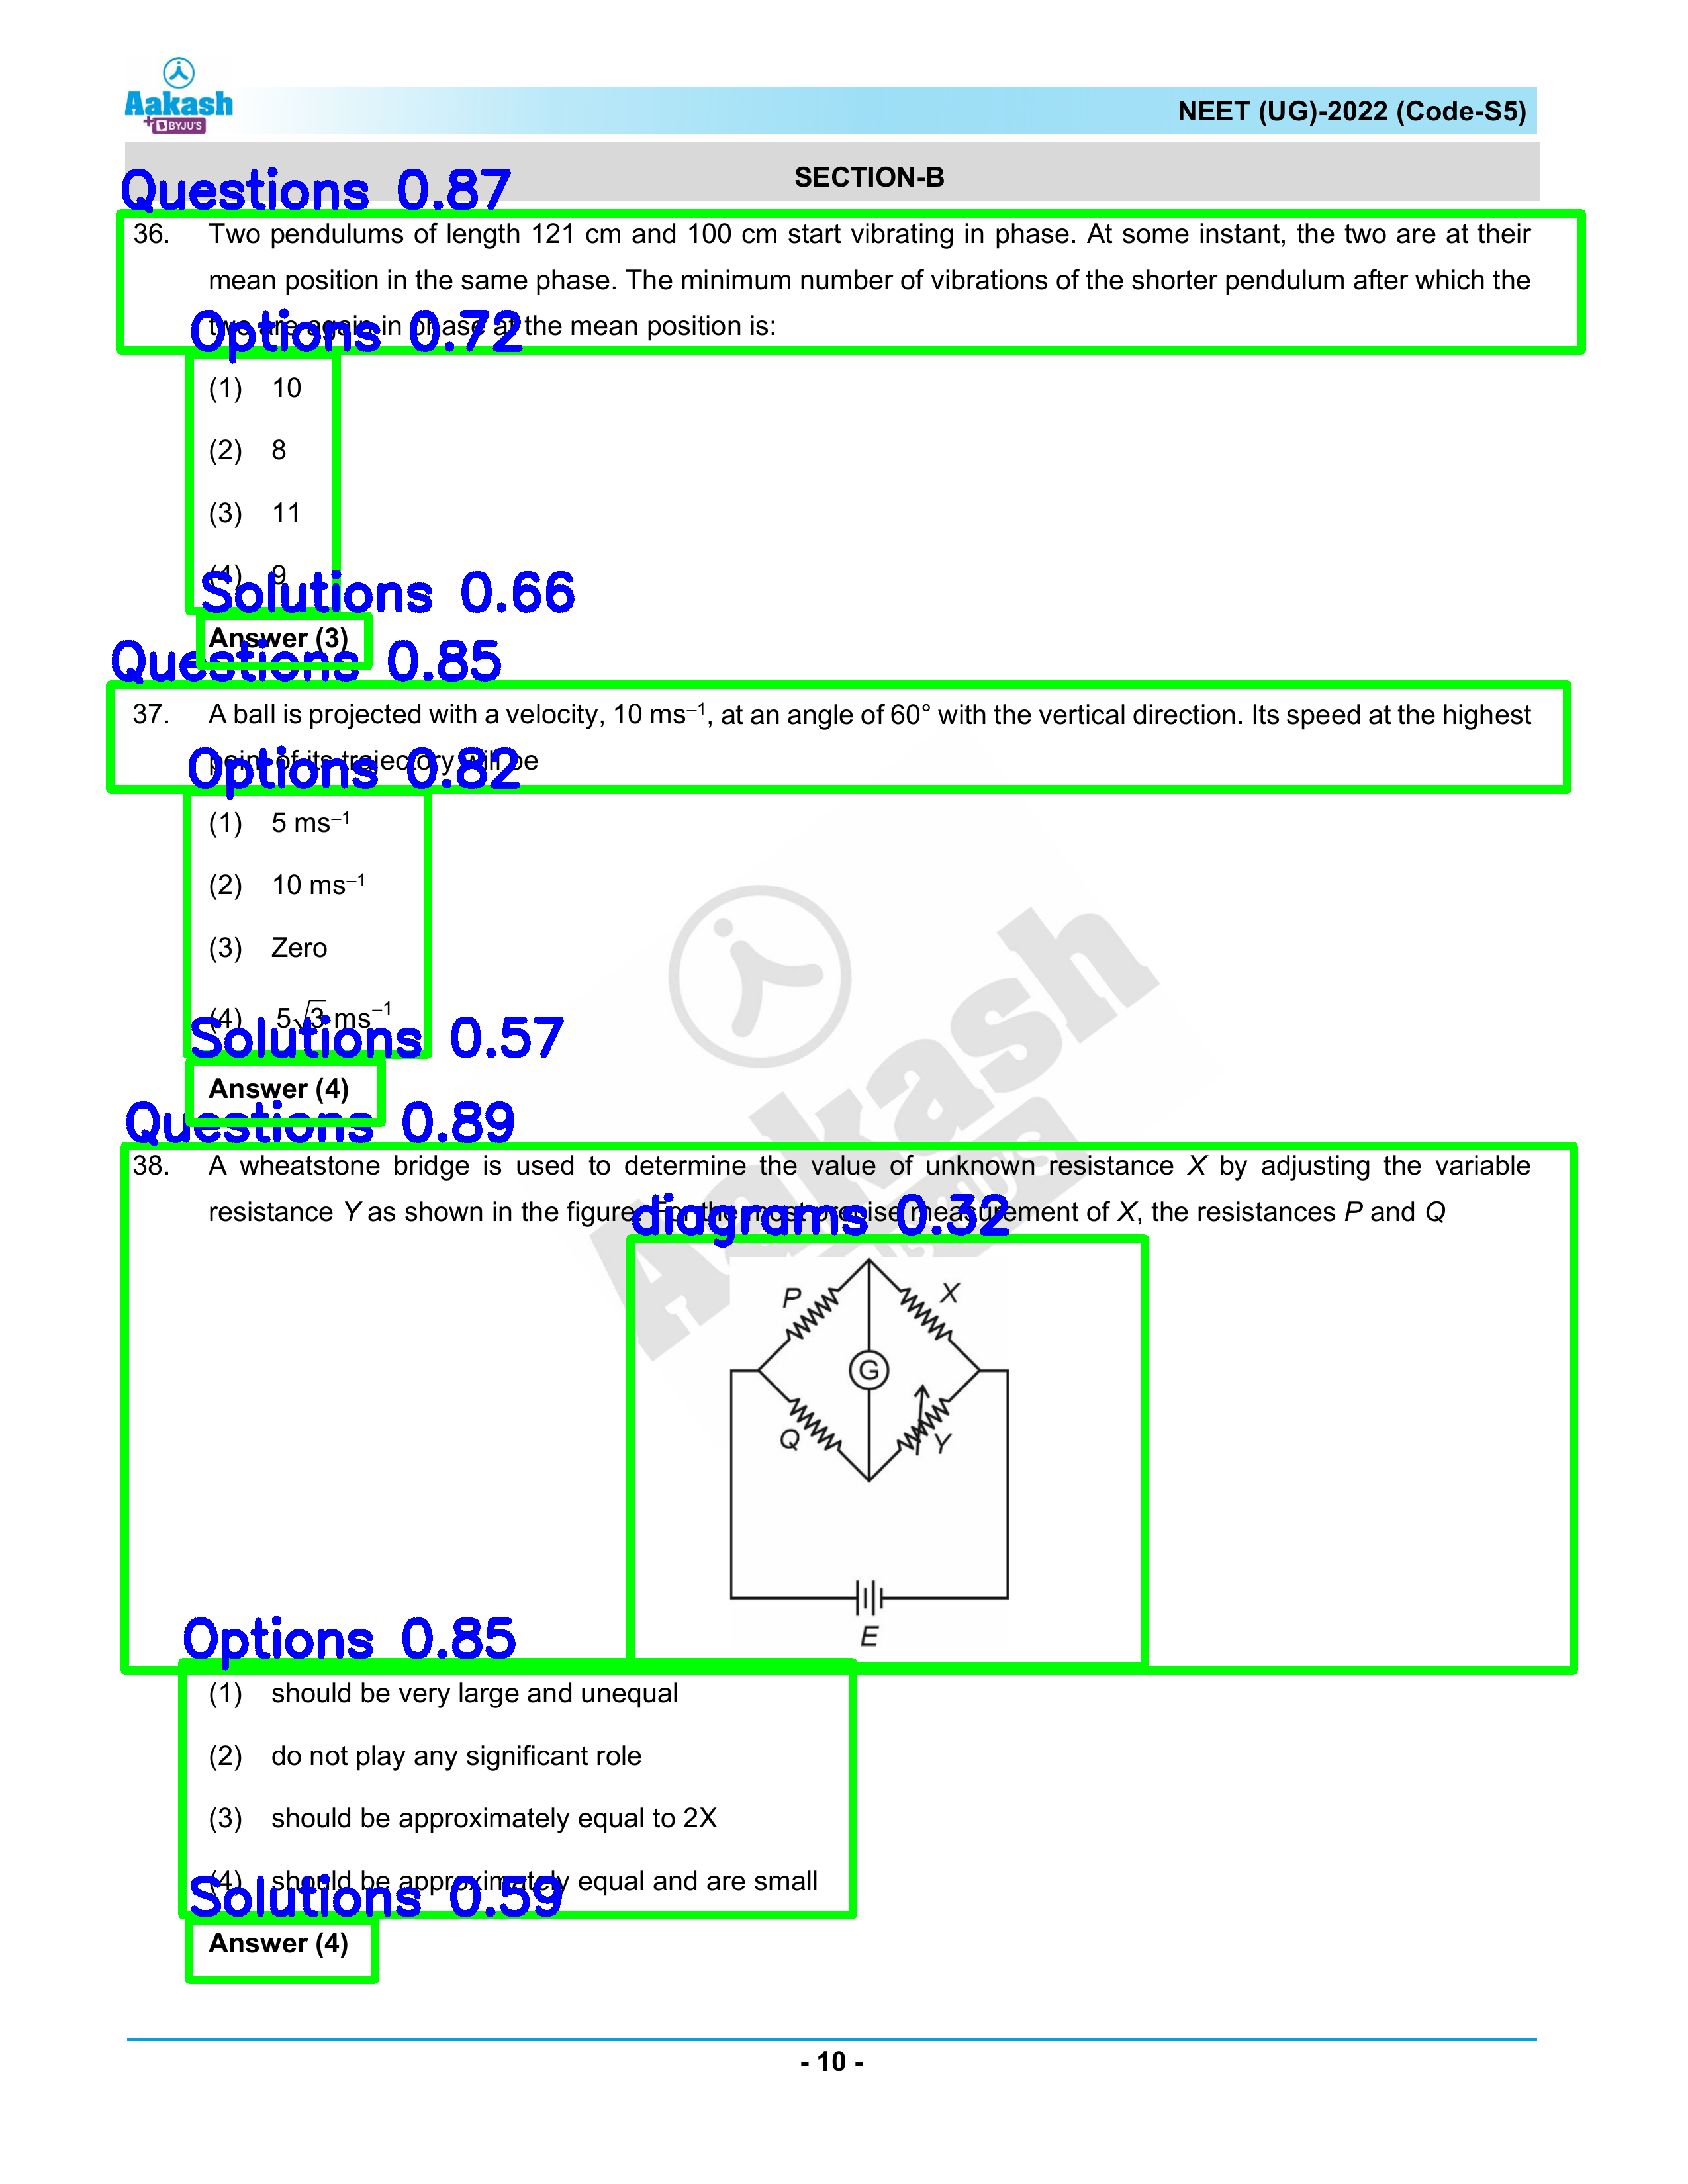 Aakash
+BYJU'S
NEET (UG)-2022 (Code-S5)
SECTION-B
Questions 0.87
36. Two pendulums of length 121 cm and 100 cm start vibrating in phase. At some instant, the two are at their
mean position in the same phase. The minimum number of vibrations of the shorter pendulum after which the
two are again in phase at the mean position is:
Options 0.72
(1) 10
(2) 8
(3) 11
(4) 9
Solutions 0.66
Answer (3)
Questions 0.85
37. A ball is projected with a velocity, 10 ms⁻¹, at an angle of 60° with the vertical direction. Its speed at the highest
point of its trajectory will be
Options 0.82
(1) 5 ms⁻¹
(2) 10 ms⁻¹
(3) Zero
(4) 5√3 ms⁻¹
Solutions 0.57
Answer (4)
Questions 0.89
38. A wheatstone bridge is used to determine the value of unknown resistance X by adjusting the variable
resistance Y as shown in the figure. For the most precise measurement of X, the resistances P and Q
diagrams 0.32
P X
G
Q Y
E
Options 0.85
(1) should be very large and unequal
(2) do not play any significant role
(3) should be approximately equal to 2X
(4) should be approximately equal and are small
Solutions 0.59
Answer (4)
Aakash
BYJU'S
- 10 -